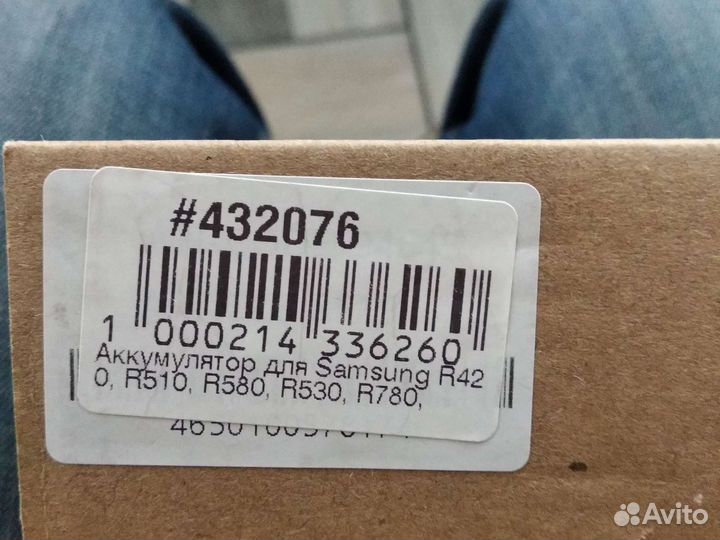 #432076
1 000214 336260
Аккумулятор для Samsung R42
0, R510, R580, R530, R780,
Avito